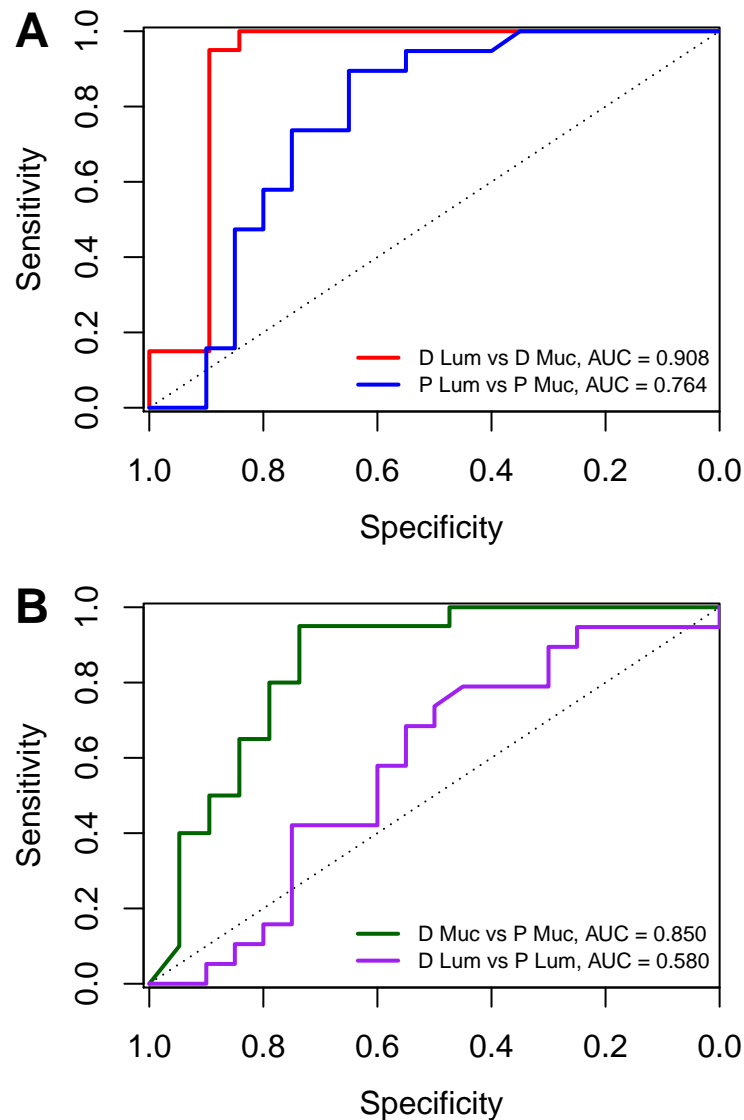 A
Sensitivity
1.0
0.8
0.6
0.4
0.2
0.0
D Lum vs D Muc, AUC = 0.908
P Lum vs P Muc, AUC = 0.764
1.0 0.8 0.6 0.4 0.2 0.0
Specificity
B
Sensitivity
1.0
0.8
0.6
0.4
0.2
0.0
D Muc vs P Muc, AUC = 0.850
D Lum vs P Lum, AUC = 0.580
1.0 0.8 0.6 0.4 0.2 0.0
Specificity